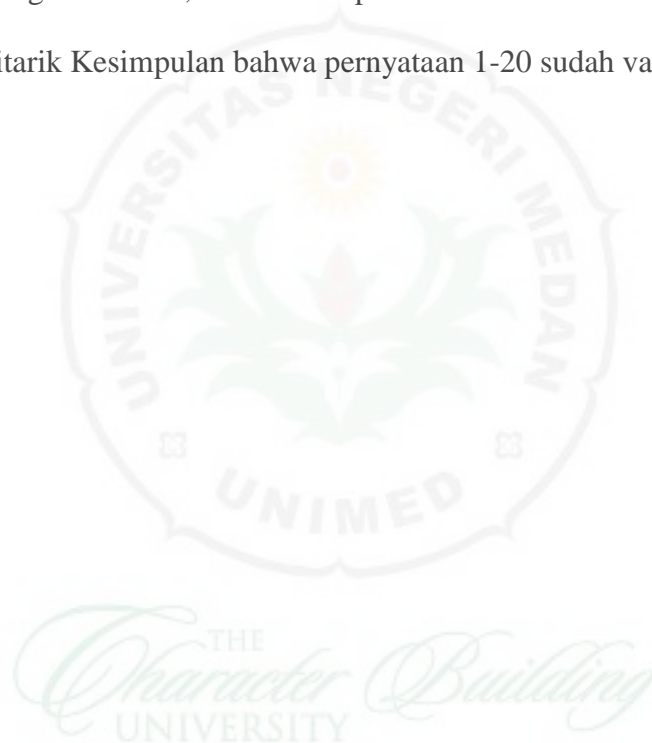 itarik Kesimpulan bahwa pernyataan 1-20 sudah va
UNIVERSITAS NEGERI MEDAN
UNIMED
THE
Character Building
UNIVERSITY